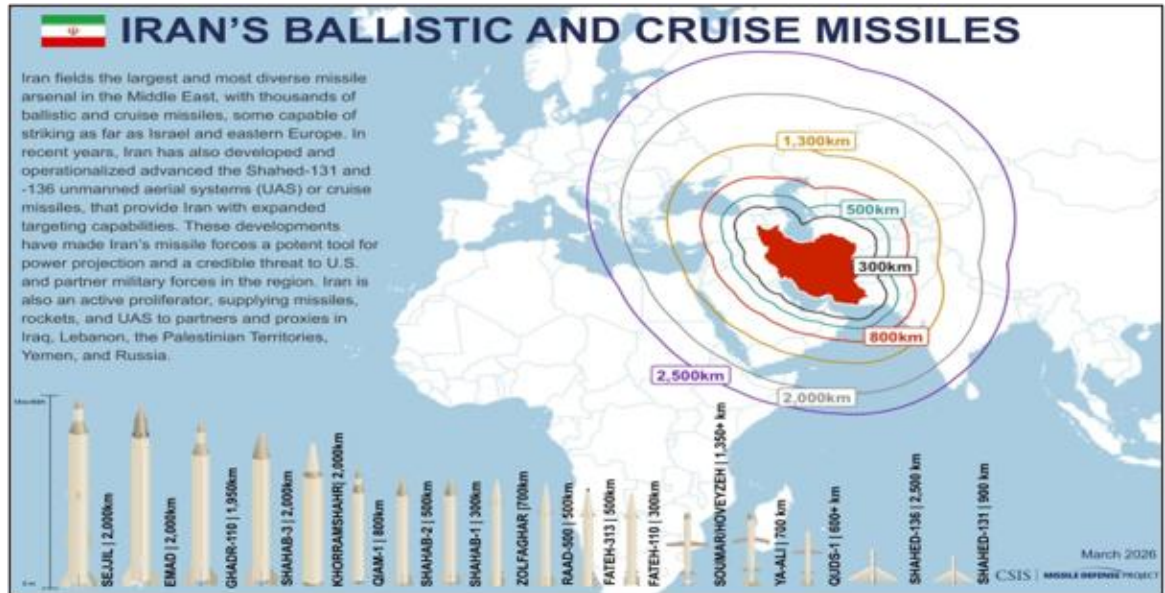 IRAN'S BALLISTIC AND CRUISE MISSILES
Iran fields the largest and most diverse missile
arsenal in the Middle East, with thousands of
ballistic and cruise missiles, some capable of
striking as far as Israel and eastern Europe. In
recent years, Iran has also developed and
operationalized advanced the Shahed-131 and
-136 unmanned aerial systems (UAS) or cruise
missiles, that provide Iran with expanded
targeting capabilities. These developments
have made Iran's missile forces a potent tool for
power projection and a credible threat to U.S.
and partner military forces in the region. Iran is
also an active proliferator, supplying missiles,
rockets, and UAS to partners and proxies in
Iraq, Lebanon, the Palestinian Territories,
Yemen, and Russia.
1,300km
500km
300km
800km
2,500km
2,000km
SEJJIL | 2,000km
EMAD | 2,000km
GHADR-110 | 1,950km
SHAHAB-3 | 2,000km
KHORRAMSHAHR| 2,000km
QIAM-1 | 800km
SHAHAB-2 | 500km
SHAHAB-1 | 300km
ZOLFAGHAR |700km
RAAD-500 | 500km
FATEH-313 | 500km
FATEH-110 | 300km
SOUMAR/HOVEYZEH | 1,350+ km
YA-ALI | 700 km
QUDS-1 | 600+ km
SHAHED-136 | 2,500 km
SHAHED-131 | 900 km
March 2026
CSIS | MISSILE DEFENSE PROJECT